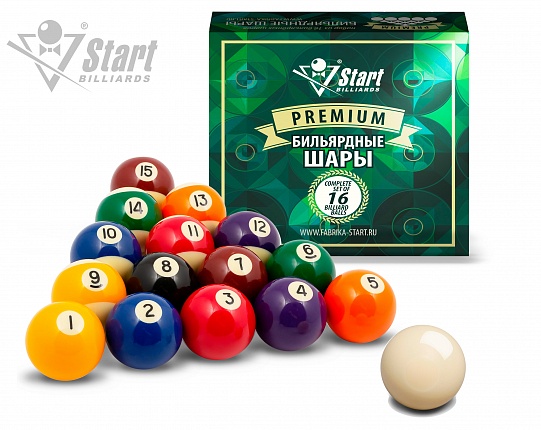 Start
BILLIARDS
Start
BILLIARDS
PREMIUM
БИЛЬЯРДНЫЕ
ШАРЫ
COMPLETE
SET OF
16
BILLIARD
BALLS
WWW.FABRIKA-START.RU
15
14
13
10
11
12
9
8
7
6
1
2
3
4
5